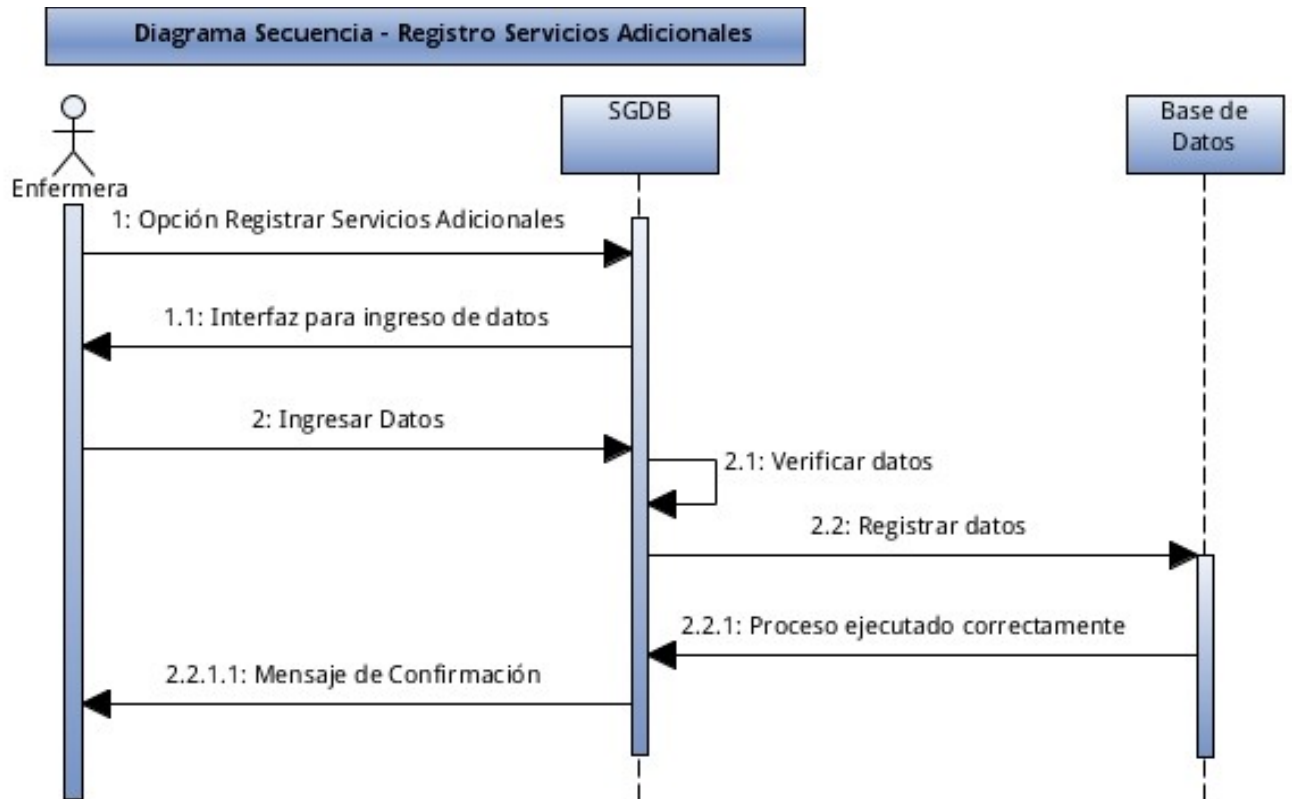 Diagrama Secuencia - Registro Servicios Adicionales
SGDB
Base de
Datos
Enfermera
1: Opción Registrar Servicios Adicionales
1.1: Interfaz para ingreso de datos
2: Ingresar Datos
2.1: Verificar datos
2.2: Registrar datos
2.2.1: Proceso ejecutado correctamente
2.2.1.1: Mensaje de Confirmación